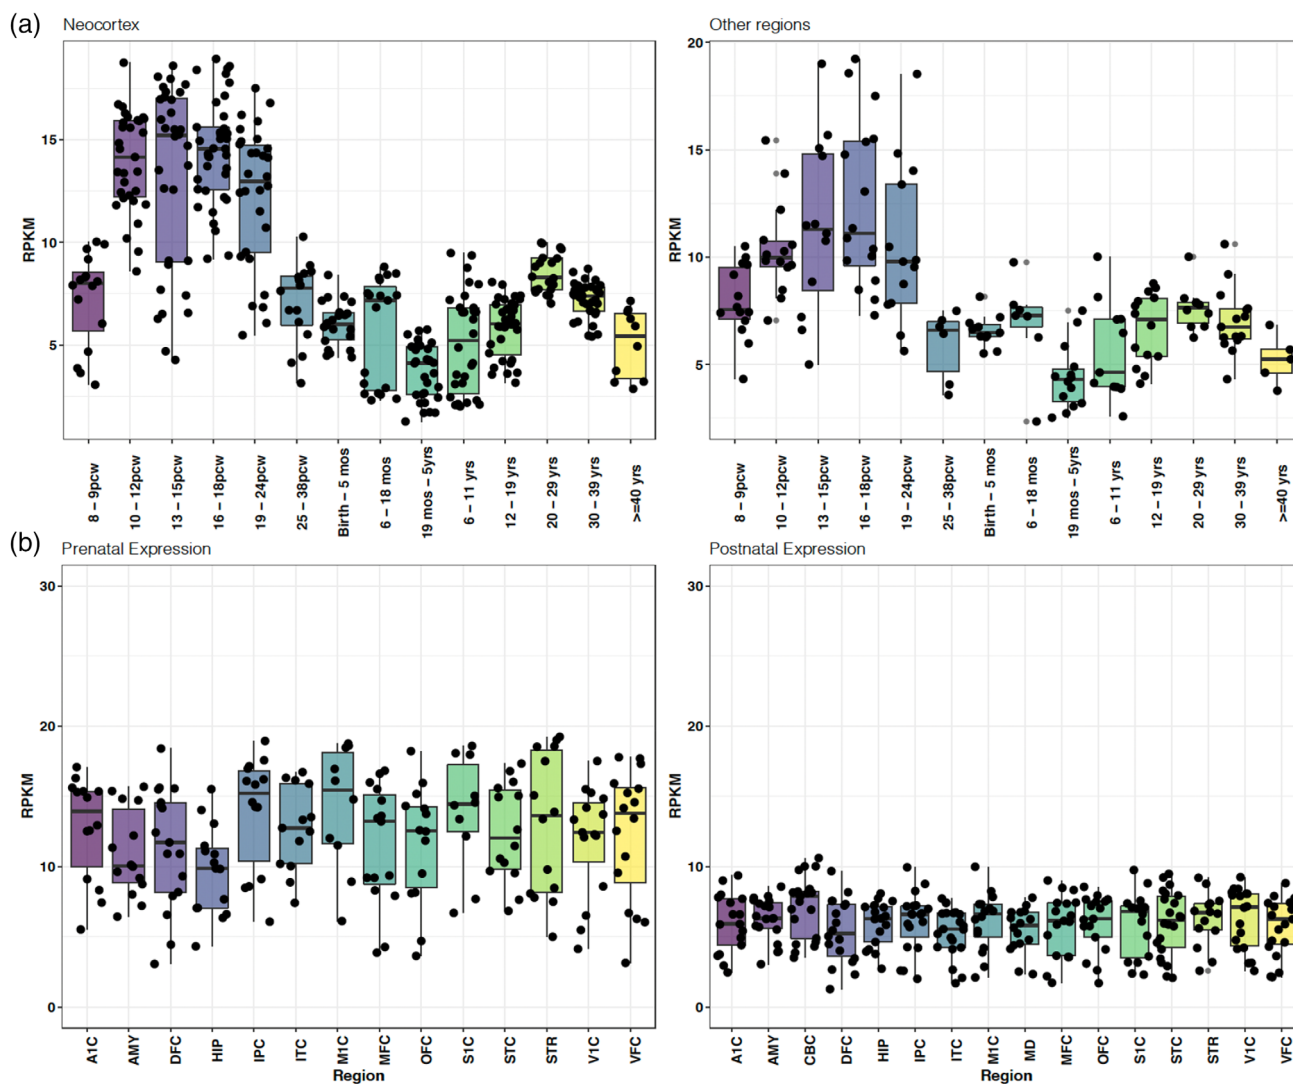 (a)
Neocortex
Other regions
RPKM
15
10
5
8 – 9pcw
10 – 12pcw
13 – 15pcw
16 – 18pcw
19 – 24pcw
25 – 38pcw
Birth – 5 mos
6 – 18 mos
19 mos – 5yrs
6 – 11 yrs
12 – 19 yrs
20 – 29 yrs
30 – 39 yrs
>=40 yrs
RPKM
20
15
10
5
8 – 9pcw
10 – 12pcw
13 – 15pcw
16 – 18pcw
19 – 24pcw
25 – 38pcw
Birth – 5 mos
6 – 18 mos
19 mos – 5yrs
6 – 11 yrs
12 – 19 yrs
20 – 29 yrs
30 – 39 yrs
>=40 yrs
(b)
Prenatal Expression
Postnatal Expression
RPKM
30
20
10
0
A1C
AMY
DFC
HIP
IPC
ITC
M1C
MFC
OFC
S1C
STC
STR
V1C
VFC
Region
RPKM
30
20
10
0
A1C
AMY
CBC
DFC
HIP
IPC
ITC
M1C
MD
MFC
OFC
S1C
STC
STR
V1C
VFC
Region